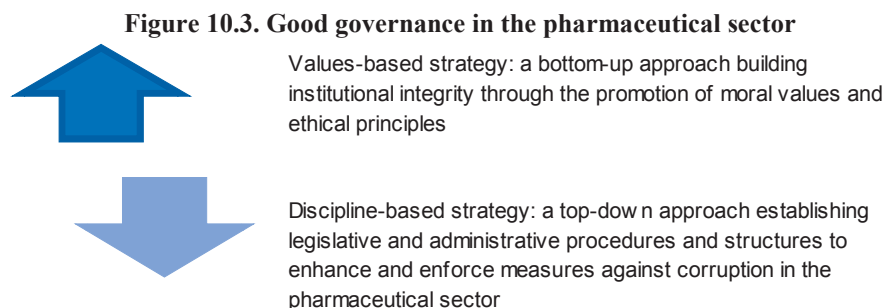 Figure 10.3. Good governance in the pharmaceutical sector
Values-based strategy: a bottom-up approach building
institutional integrity through the promotion of moral values and
ethical principles
Discipline-based strategy: a top-dow n approach establishing
legislative and administrative procedures and structures to
enhance and enforce measures against corruption in the
pharmaceutical sector